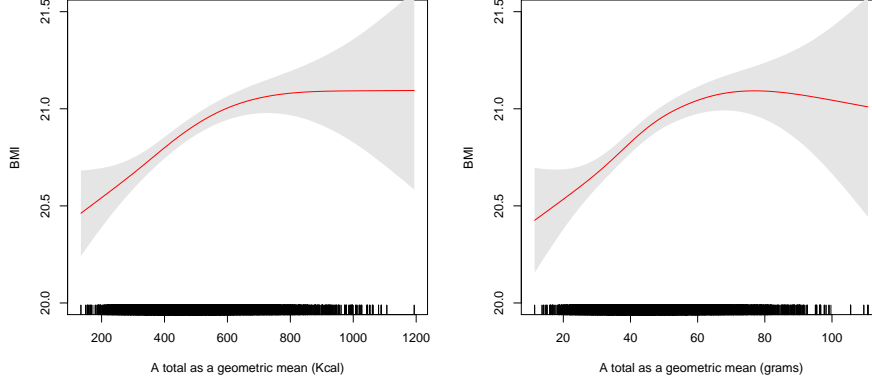 21.5
21.0
20.5
20.0
BMI
200 400 600 800 1000 1200
A total as a geometric mean (Kcal)
21.5
21.0
20.5
20.0
BMI
20 40 60 80 100
A total as a geometric mean (grams)